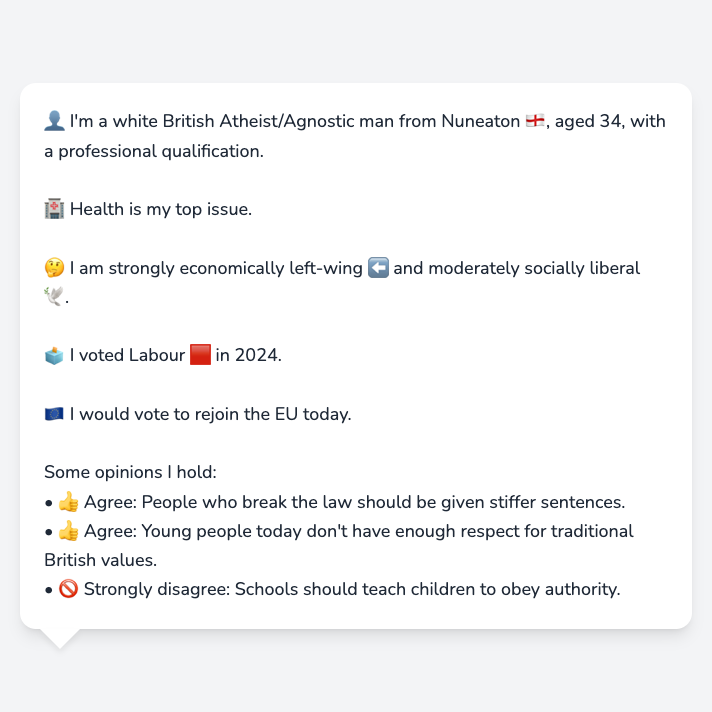 👤 I'm a white British Atheist/Agnostic man from Nuneaton 🏴󠁧󠁢󠁥󠁮󠁧󠁿, aged 34, with
a professional qualification.
🏥 Health is my top issue.
🤔 I am strongly economically left-wing ⬅️ and moderately socially liberal
🕊️.
🗳️ I voted Labour 🟥 in 2024.
🇪🇺 I would vote to rejoin the EU today.
Some opinions I hold:
• 👍 Agree: People who break the law should be given stiffer sentences.
• 👍 Agree: Young people today don't have enough respect for traditional
British values.
• 🚫 Strongly disagree: Schools should teach children to obey authority.